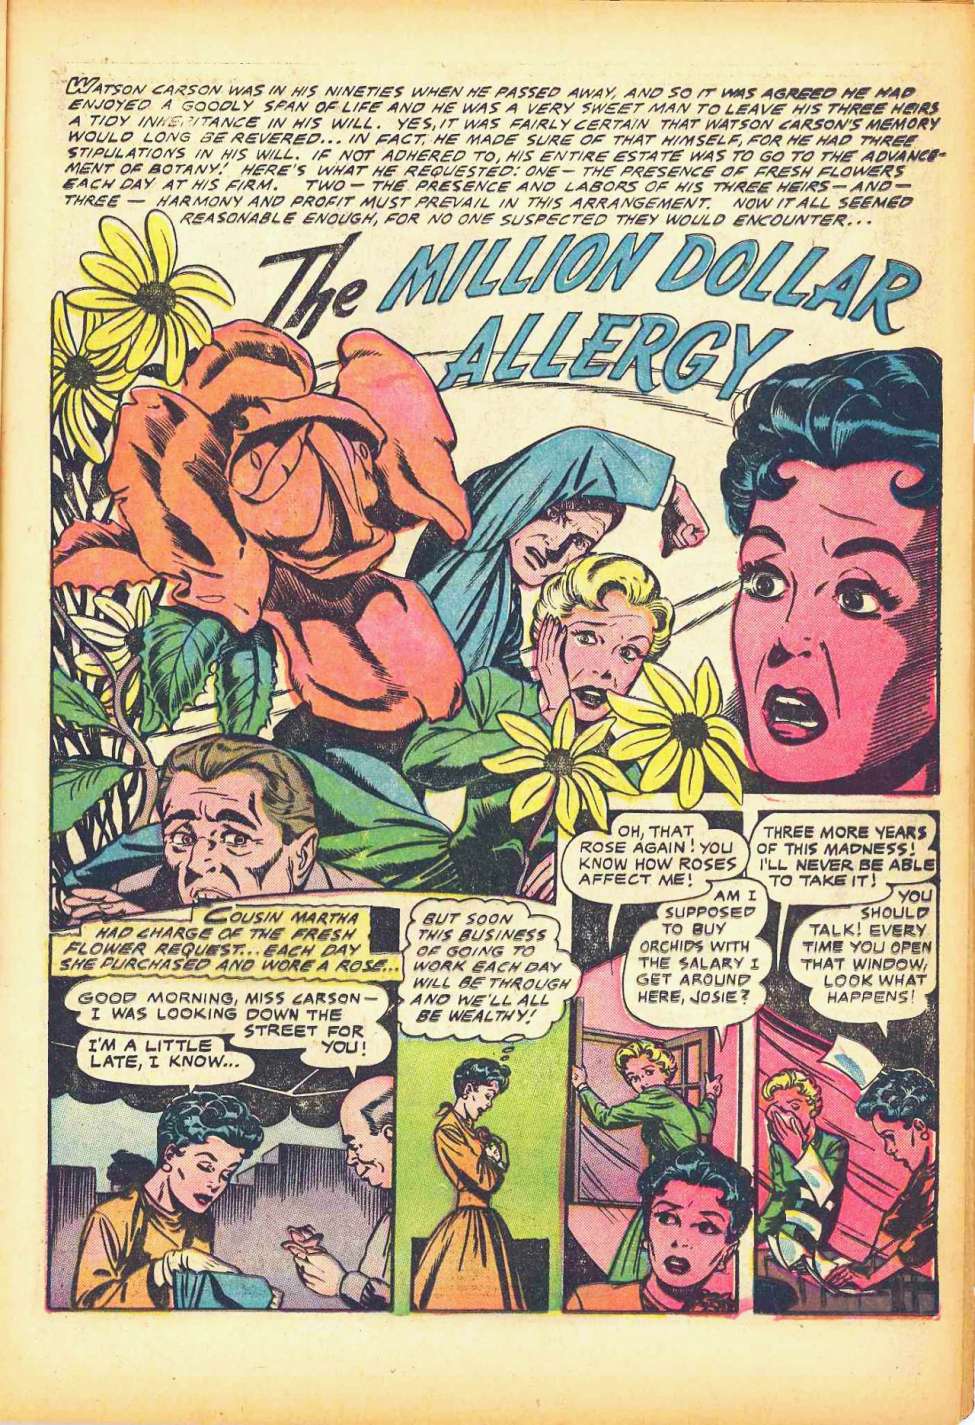 WATSON CARSON WAS IN HIS NINETIES WHEN HE PASSED AWAY, AND SO IT WAS AGREED HE HAD
ENJOYED A GOODLY SPAN OF LIFE AND HE WAS A VERY SWEET MAN TO LEAVE HIS THREE HEIRS
A TIDY INHERITANCE IN HIS WILL. YES, IT WAS FAIRLY CERTAIN THAT WATSON CARSON'S MEMORY
WOULD LONG BE REVERED... IN FACT, HE MADE SURE OF THAT HIMSELF, FOR HE HAD THREE
STIPULATIONS IN HIS WILL. IF NOT ADHERED TO, HIS ENTIRE ESTATE WAS TO GO TO THE ADVANCE-
MENT OF BOTANY! HERE'S WHAT HE REQUESTED: ONE — THE PRESENCE OF FRESH FLOWERS
EACH DAY AT HIS FIRM. TWO — THE PRESENCE AND LABORS OF HIS THREE HEIRS — AND —
THREE — HARMONY AND PROFIT MUST PREVAIL IN THIS ARRANGEMENT. NOW IT ALL SEEMED
REASONABLE ENOUGH, FOR NO ONE SUSPECTED THEY WOULD ENCOUNTER...
The MILLION DOLLAR
ALLERGY
COUSIN MARTHA
HAD CHARGE OF THE FRESH
FLOWER REQUEST... EACH DAY
SHE PURCHASED AND WORE A ROSE...
GOOD MORNING, MISS CARSON —
I WAS LOOKING DOWN THE
STREET FOR
YOU!
I'M A LITTLE
LATE, I KNOW...
BUT SOON
THIS BUSINESS
OF GOING TO
WORK EACH DAY
WILL BE THROUGH
AND WE'LL ALL
BE WEALTHY!
OH, THAT
ROSE AGAIN! YOU
KNOW HOW ROSES
AFFECT ME!
AM I
SUPPOSED
TO BUY
ORCHIDS WITH
THE SALARY I
GET AROUND
HERE, JOSIE?
THREE MORE YEARS
OF THIS MADNESS!
I'LL NEVER BE ABLE
TO TAKE IT!
YOU
SHOULD
TALK! EVERY
TIME YOU OPEN
THAT WINDOW,
LOOK WHAT
HAPPENS!